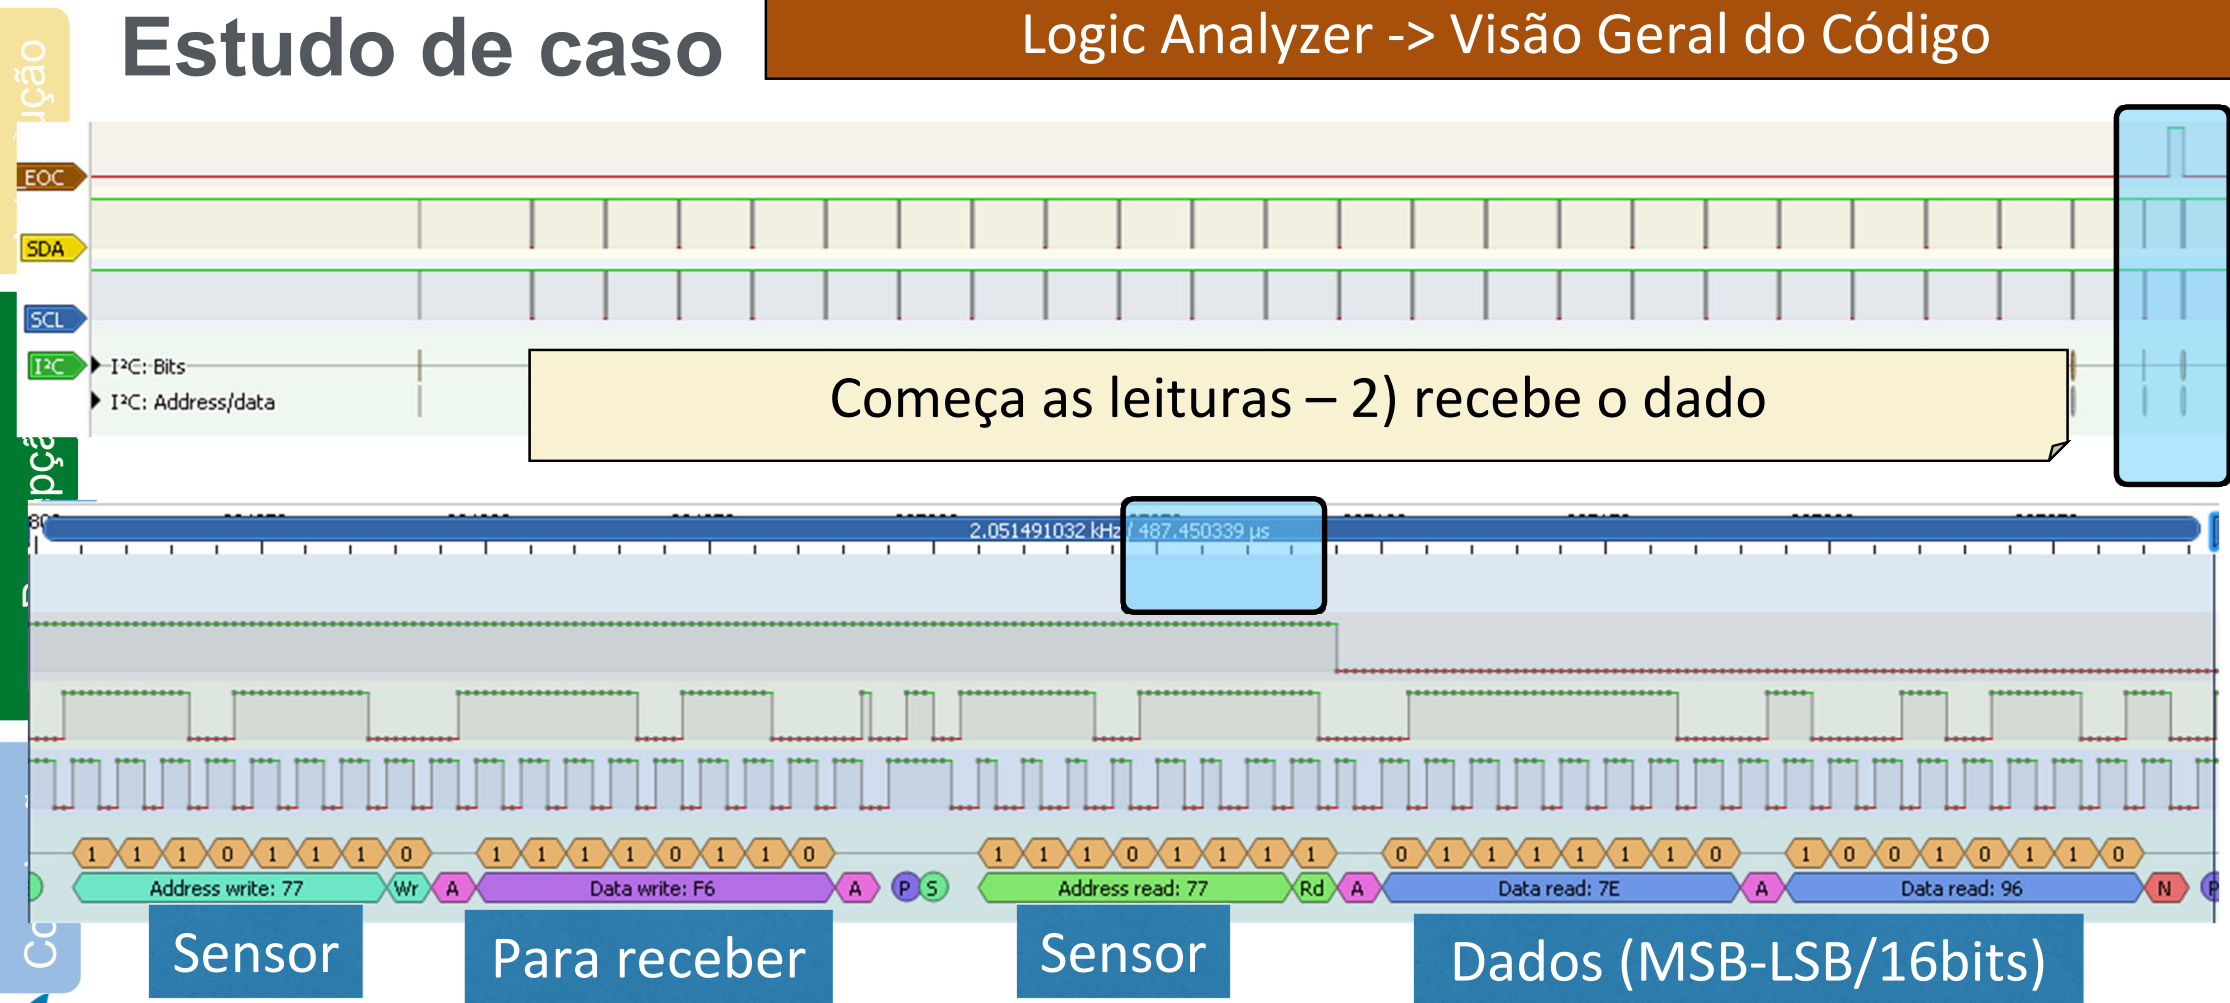 Estudo de caso
Logic Analyzer -> Visão Geral do Código
EOC
SDA
SCL
I²C
I²C: Bits
I²C: Address/data
Começa as leituras – 2) recebe o dado
2.051491032 kHz / 487.450339 µs
1 1 1 0 1 1 1 0 1 1 1 1 0 1 1 0 1 1 1 0 1 1 1 1 0 1 1 1 1 1 1 0 1 0 0 1 0 1 1 0
Address write: 77 Wr A Data write: F6 A P S Address read: 77 Rd A Data read: 7E A Data read: 96 N P
Sensor
Para receber
Sensor
Dados (MSB-LSB/16bits)